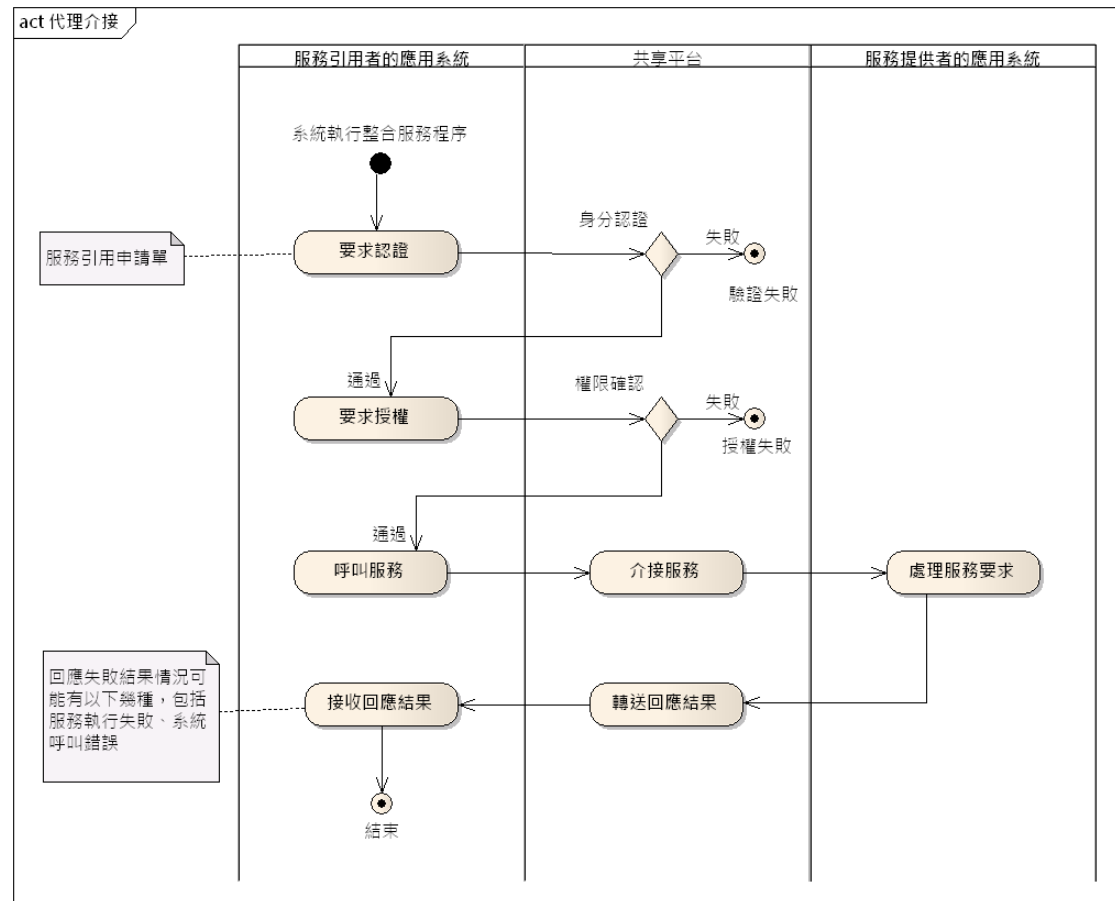 act 代理介接
服務引用者的應用系統
共享平台
服務提供者的應用系統
系統執行整合服務程序
身分認證
失敗
服務引用申請單
要求認證
驗證失敗
通過
權限確認
失敗
要求授權
授權失敗
通過
呼叫服務
介接服務
處理服務要求
回應失敗結果情況可
能有以下幾種，包括
服務執行失敗、系統
呼叫錯誤
接收回應結果
轉送回應結果
結束